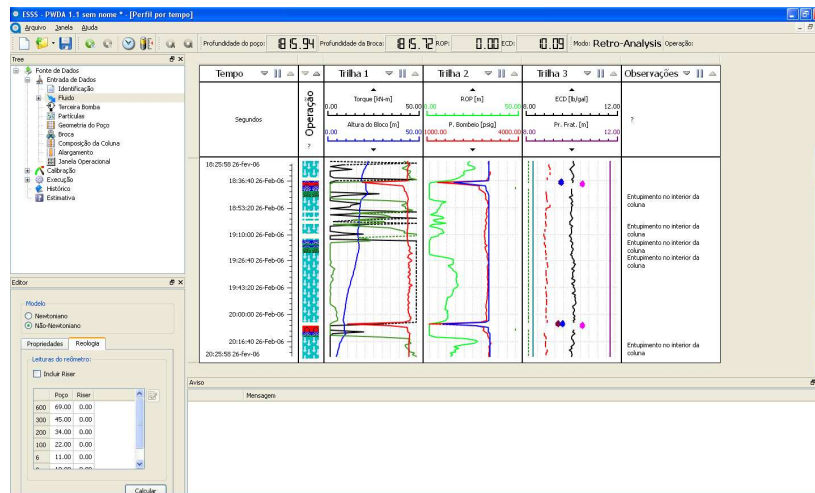 ESSS - PWDA 1.1 sem nome * - [Perfil por tempo]
Arquivo Janela Ajuda
Profundidade do poço: 815.94 Profundidade da Broca: 815.72 ROP: 0.00 ECD: 10.09 Modo: Retro-Analysis Operação:
Tree
Fonte de Dados
Entrada de Dados
Identificação
Fluido
Terceira Bomba
Partículas
Geometria do Poço
Broca
Composição da Coluna
Alargamento
Janela Operacional
Calibração
Execução
Histórico
Estimativa
Editor
Modelo
Newtoniano
Não-Newtoniano
Propriedades Reologia
Leituras do reômetro:
Incluir Riser
Poço Riser
600 69.00 0.00
300 45.00 0.00
200 34.00 0.00
100 22.00 0.00
6 11.00 0.00
Calcular
Tempo Trilha 1 Trilha 2 Trilha 3 Observações
Segundos
?
Operação
?
Torque [kN-m]
0.00 50.00
Altura do Bloco [m]
0.00 50.00
ROP [m]
0.00 50.00
P. Bombeio [psig]
1000.00 4000.00
ECD [lb/gal]
8.00 12.00
Pr. Frat. [m]
8.00 12.00
?
18:25:58 26-fev-06
18:36:40 26-Feb-06
18:53:20 26-Feb-06
19:10:00 26-Feb-06
19:26:40 26-Feb-06
19:43:20 26-Feb-06
20:00:00 26-Feb-06
20:16:40 26-Feb-06
20:25:58 26-fev-06
Entupimento no interior da
coluna
Entupimento no interior da
coluna
Entupimento no interior da
coluna
Entupimento no interior da
coluna
Entupimento no interior da
coluna
Aviso
Mensagem